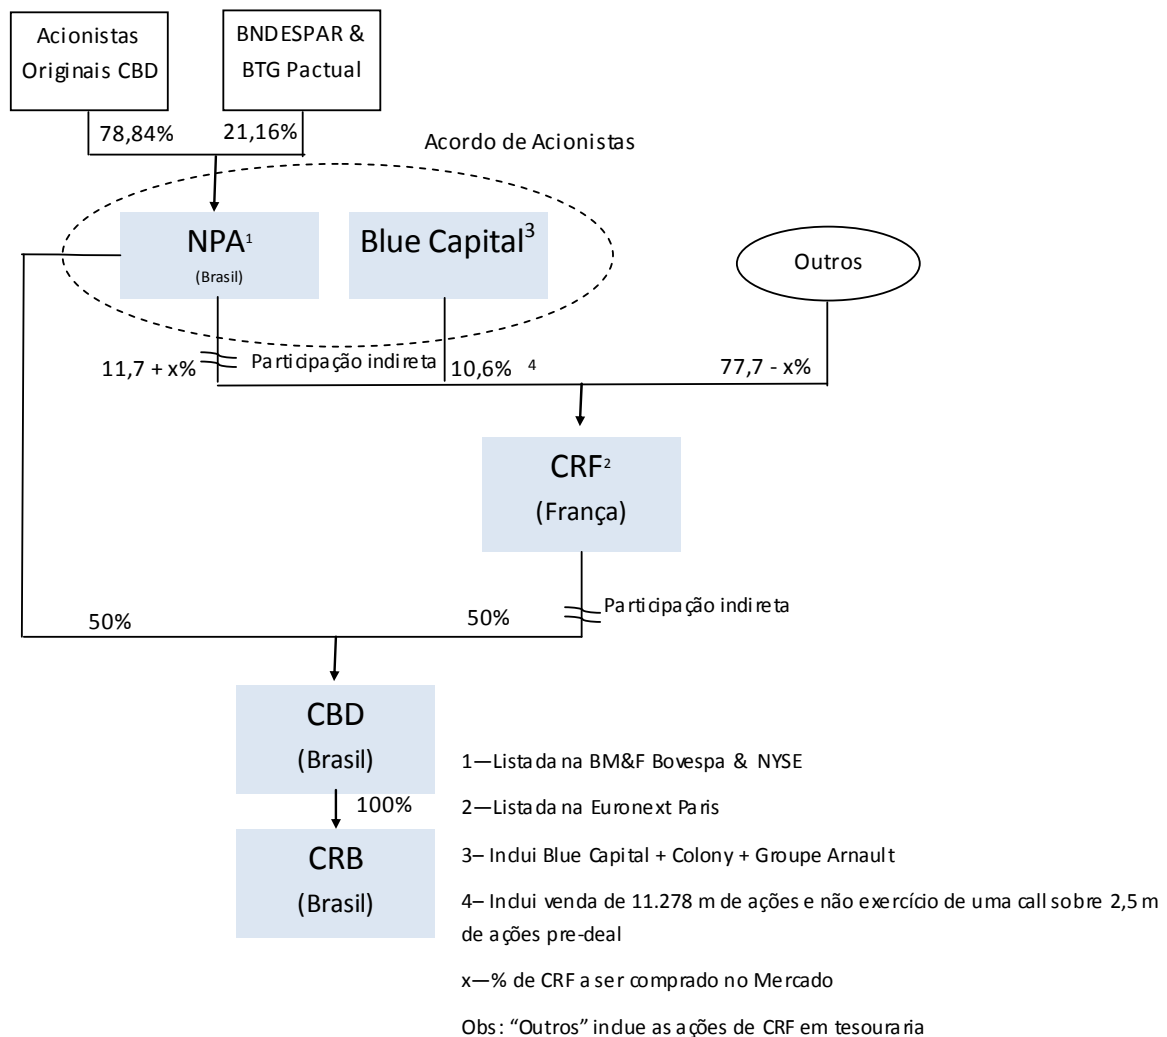 Acionistas
Originais CBD
BNDESPAR &
BTG Pactual
78,84%
21,16%
Acordo de Acionistas
NPA¹
(Brasil)
Blue Capital³
Outros
11,7 + x%
Participação indireta
10,6% ⁴
77,7 - x%
CRF²
(França)
Participação indireta
50%
50%
CBD
(Brasil)
100%
CRB
(Brasil)
1—Listada na BM&F Bovespa & NYSE
2—Listada na Euronext Paris
3– Inclui Blue Capital + Colony + Groupe Arnault
4– Inclui venda de 11.278 m de ações e não exercício de uma call sobre 2,5 m
de ações pre-deal
x—% de CRF a ser comprado no Mercado
Obs: “Outros” inclue as ações de CRF em tesouraria